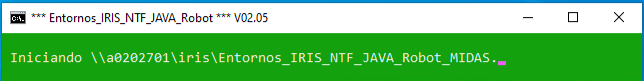 *** Entornos_IRIS_NTF_JAVA_Robot *** V02.05
Iniciando \\a0202701\iris\Entornos_IRIS_NTF_JAVA_Robot_MIDAS.